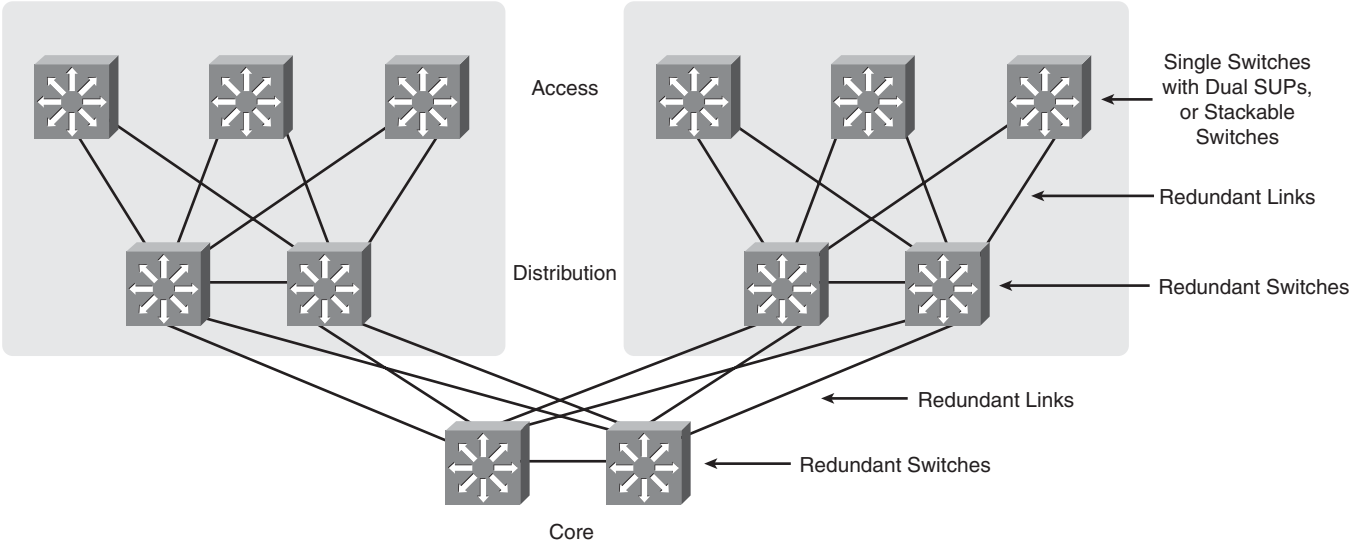 Access
Single Switches
with Dual SUPs,
or Stackable
Switches
Redundant Links
Distribution
Redundant Switches
Redundant Links
Redundant Switches
Core